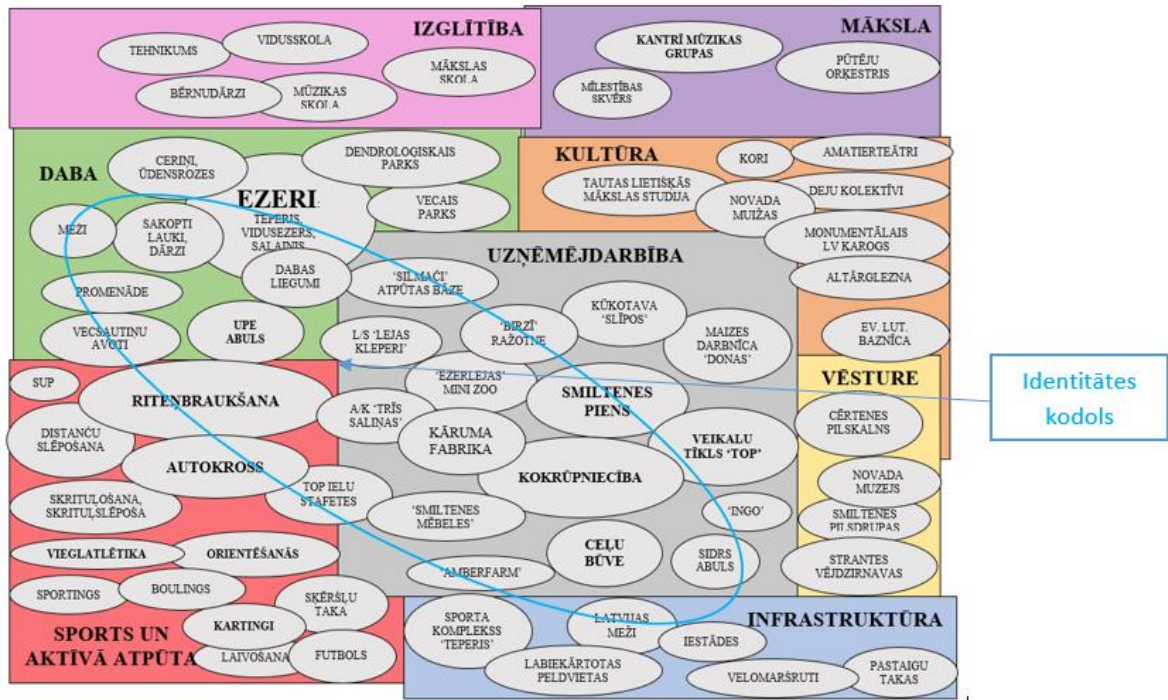 IZGLĪTĪBA
TEHNIKUMS
VIDUSSKOLA
BĒRNUDĀRZI
MŪZIKAS
SKOLA
MĀKSLAS
SKOLA
MĀKSLA
KANTRĪ MŪZIKAS
GRUPAS
MĪLESTĪBAS
SKVĒRS
PŪTĒJU
ORĶESTRIS
DABA
CERIŅI,
ŪDENSROZES
DENDROLOĢISKAIS
PARKS
EZERI
TEPERIS,
VIDUSEZERS,
SALAINIS
VECAIS
PARKS
MEŽI
SAKOPTI
LAUKI,
DĀRZI
DABAS
LIEGUMI
PROMENĀDE
VECSAUTIŅU
AVOTI
UPE
ABULS
KULTŪRA
KORI
AMATIERTEĀTRI
TAUTAS LIETIŠĶĀS
MĀKSLAS STUDIJA
NOVADA
MUIŽAS
DEJU KOLEKTĪVI
MONUMENTĀLAIS
LV KAROGS
ALTĀRGLEZNA
EV. LUT.
BAZNĪCA
UZŅĒMĒJDARBĪBA
'SILMAČI'
ATPŪTAS BĀZE
KŪKOTAVA
'SLĪPOS'
L/S 'LEJAS
KLEPERI'
'BIRZĪ'
RAŽOTNE
MAIZES
DARBNĪCA
'DONAS'
'EZERLEJAS'
MINI ZOO
SMILTENES
PIENS
A/K 'TRĪS
SALIŅAS'
KĀRUMA
FABRIKA
VEIKALU
TĪKLS 'TOP'
KOKRŪPNIECĪBA
'SMILTENES
MĒBELES'
'INGO'
CEĻU
BŪVE
SIDRS
ABULS
'AMBERFARM'
VĒSTURE
CĒRTENES
PILSKALNS
NOVADA
MUZEJS
SMILTENES
PILSDRUPAS
STRANTES
VĒJDZIRNAVAS
Identitātes
kodols
SUP
RITEŅBRAUKŠANA
DISTANČU
SLĒPOŠANA
AUTOKROSS
SKRITUĻOŠANA,
SKRITUĻSLĒPOŠA
TOP IELU
STAFETES
VIEGLATLĒTIKA
ORIENTĒŠANĀS
SPORTINGS
BOULINGS
ŠĶĒRŠĻU
TAKA
KARTINGI
LAIVOŠANA
FUTBOLS
SPORTS UN
AKTĪVĀ ATPŪTA
INFRASTRUKTŪRA
SPORTA
KOMPLEKSS
'TEPERIS'
LATVIJAS
MEŽI
IESTĀDES
LABIEKĀRTOTAS
PELDVIETAS
VELOMARŠRUTI
PASTAIGU
TAKAS